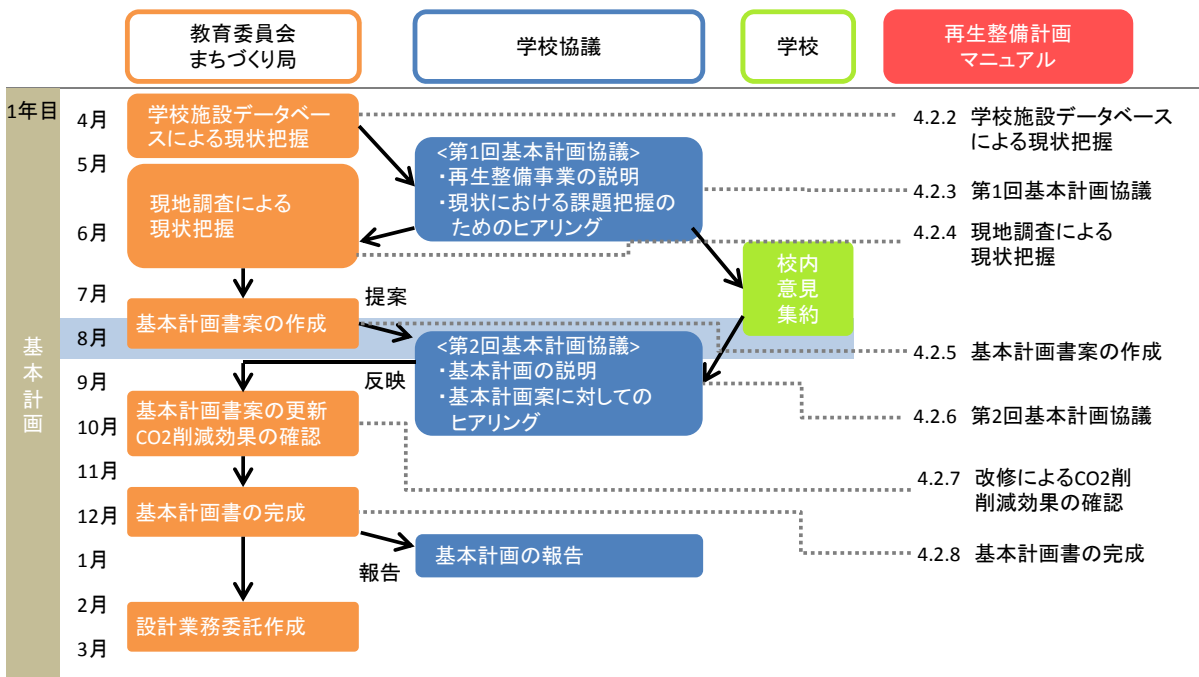 教育委員会
まちづくり局
学校協議
学校
再生整備計画
マニュアル
1年目
基本計画
4月
5月
6月
7月
8月
9月
10月
11月
12月
1月
2月
3月
学校施設データベー
スによる現状把握
<第1回基本計画協議>
・再生整備事業の説明
・現状における課題把握の
ためのヒアリング
現地調査による
現状把握
校内
意見
集約
提案
基本計画書案の作成
<第2回基本計画協議>
・基本計画の説明
・基本計画案に対しての
ヒアリング
反映
基本計画書案の更新
CO2削減効果の確認
基本計画書の完成
報告
基本計画の報告
設計業務委託作成
4.2.2 学校施設データベース
による現状把握
4.2.3 第1回基本計画協議
4.2.4 現地調査による
現状把握
4.2.5 基本計画書案の作成
4.2.6 第2回基本計画協議
4.2.7 改修によるCO2削
削減効果の確認
4.2.8 基本計画書の完成